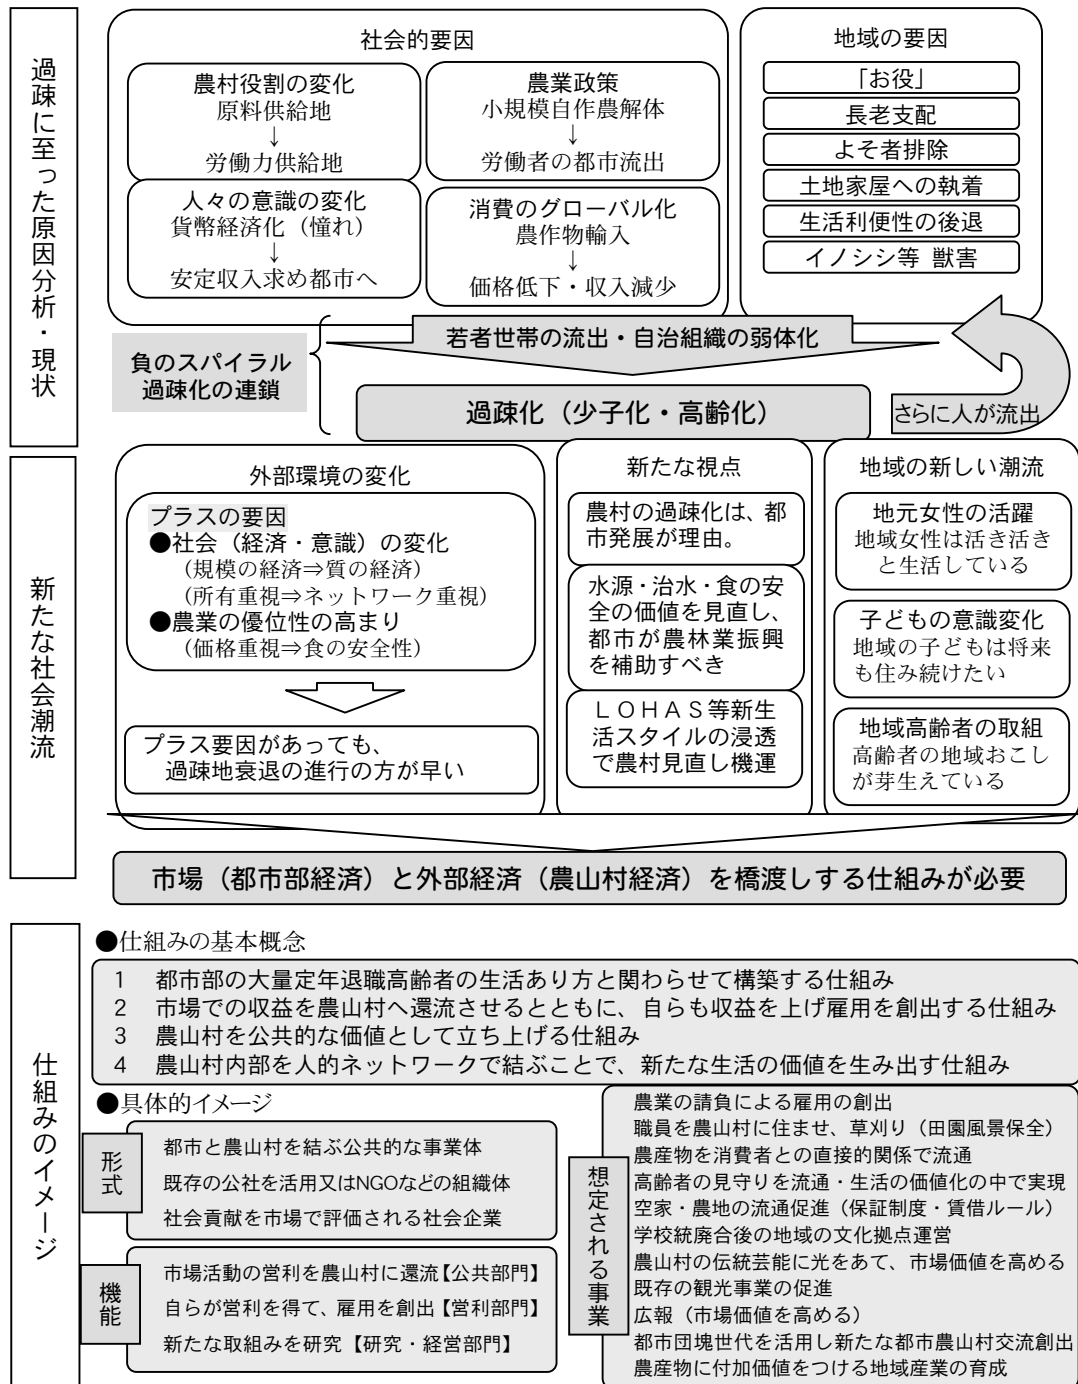 過疎に至った原因分析・現状
社会的要因
農村役割の変化
原料供給地
↓
労働力供給地
農業政策
小規模自作農解体
↓
労働者の都市流出
人々の意識の変化
貨幣経済化（憧れ）
↓
安定収入求め都市へ
消費のグローバル化
農作物輸入
↓
価格低下・収入減少
地域の要因
「お役」
長老支配
よそ者排除
土地家屋への執着
生活利便性の後退
イノシシ等 獣害
負のスパイラル
過疎化の連鎖
若者世帯の流出・自治組織の弱体化
過疎化（少子化・高齢化）
さらに人が流出
新たな社会潮流
外部環境の変化
プラスの要因
●社会（経済・意識）の変化
（規模の経済⇒質の経済）
（所有重視⇒ネットワーク重視）
●農業の優位性の高まり
（価格重視⇒食の安全性）
プラス要因があっても、
過疎地衰退の進行の方が早い
新たな視点
農村の過疎化は、都
市発展が理由。
水源・治水・食の安
全の価値を見直し、
都市が農林業振興
を補助すべき
ＬＯＨＡＳ等新生
活スタイルの浸透
で農村見直し機運
地域の新しい潮流
地元女性の活躍
地域女性は活き活き
と生活している
子どもの意識変化
地域の子どもは将来
も住み続けたい
地域高齢者の取組
高齢者の地域おこし
が芽生えている
市場（都市部経済）と外部経済（農山村経済）を橋渡しする仕組みが必要
仕組みのイメージ
●仕組みの基本概念
1 都市部の大量定年退職高齢者の生活あり方と関わらせて構築する仕組み
2 市場での収益を農山村へ還流させるとともに、自らも収益を上げ雇用を創出する仕組み
3 農山村を公共的な価値として立ち上げる仕組み
4 農山村内部を人的ネットワークで結ぶことで、新たな生活の価値を生み出す仕組み
●具体的イメージ
形式
都市と農山村を結ぶ公共的な事業体
既存の公社を活用又はNGOなどの組織体
社会貢献を市場で評価される社会企業
機能
市場活動の営利を農山村に還流【公共部門】
自らが営利を得て、雇用を創出【営利部門】
新たな取組みを研究【研究・経営部門】
想定される事業
農業の請負による雇用の創出
職員を農山村に住ませ、草刈り（田園風景保全）
農産物を消費者との直接的関係で流通
高齢者の見守りを流通・生活の価値化の中で実現
空家・農地の流通促進（保証制度・賃借ルール）
学校統廃合後の地域の文化拠点運営
農山村の伝統芸能に光をあて、市場価値を高める
既存の観光事業の促進
広報（市場価値を高める）
都市団塊世代を活用し新たな都市農山村交流創出
農産物に付加価値をつける地域産業の育成